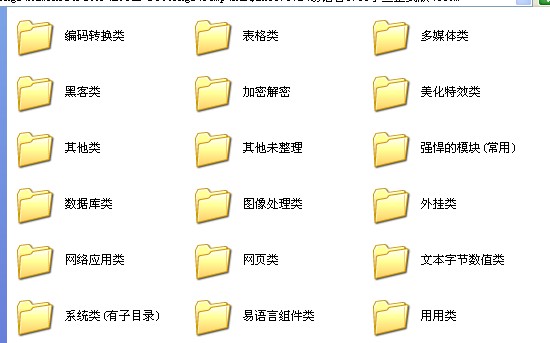 编码转换类
表格类
多媒体类
黑客类
加密解密
美化特效类
其他类
其他未整理
强悍的模块(常用)
数据库类
图像处理类
外挂类
网络应用类
网页类
文本字节数值类
系统类(有子目录)
易语言组件类
用用类